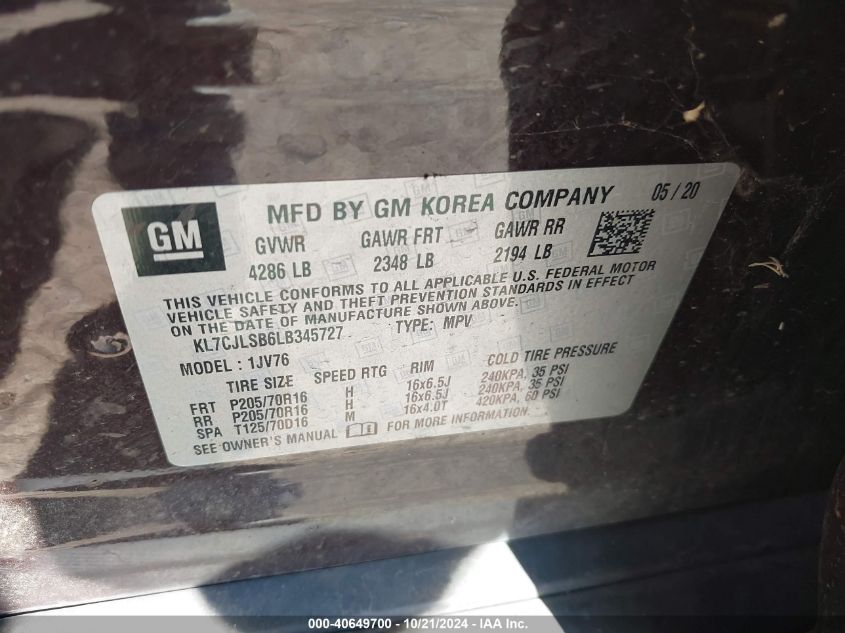 GM
MFD BY GM KOREA COMPANY 05 / 20
GVWR GAWR FRT GAWR RR
4286 LB 2348 LB 2194 LB
THIS VEHICLE CONFORMS TO ALL APPLICABLE U.S. FEDERAL MOTOR
VEHICLE SAFETY AND THEFT PREVENTION STANDARDS IN EFFECT
ON THE DATE OF MANUFACTURE SHOWN ABOVE.
KL7CJLSB6LB345727 TYPE: MPV
MODEL: 1JV76
TIRE SIZE SPEED RTG RIM COLD TIRE PRESSURE
FRT P205/70R16 H 16x6.5J 240KPA, 35 PSI
RR P205/70R16 H 16x6.5J 240KPA, 35 PSI
SPA T125/70D16 M 16x4.0T 420KPA, 60 PSI
SEE OWNER'S MANUAL FOR MORE INFORMATION.
000-40649700 - 10/21/2024 - IAA Inc.